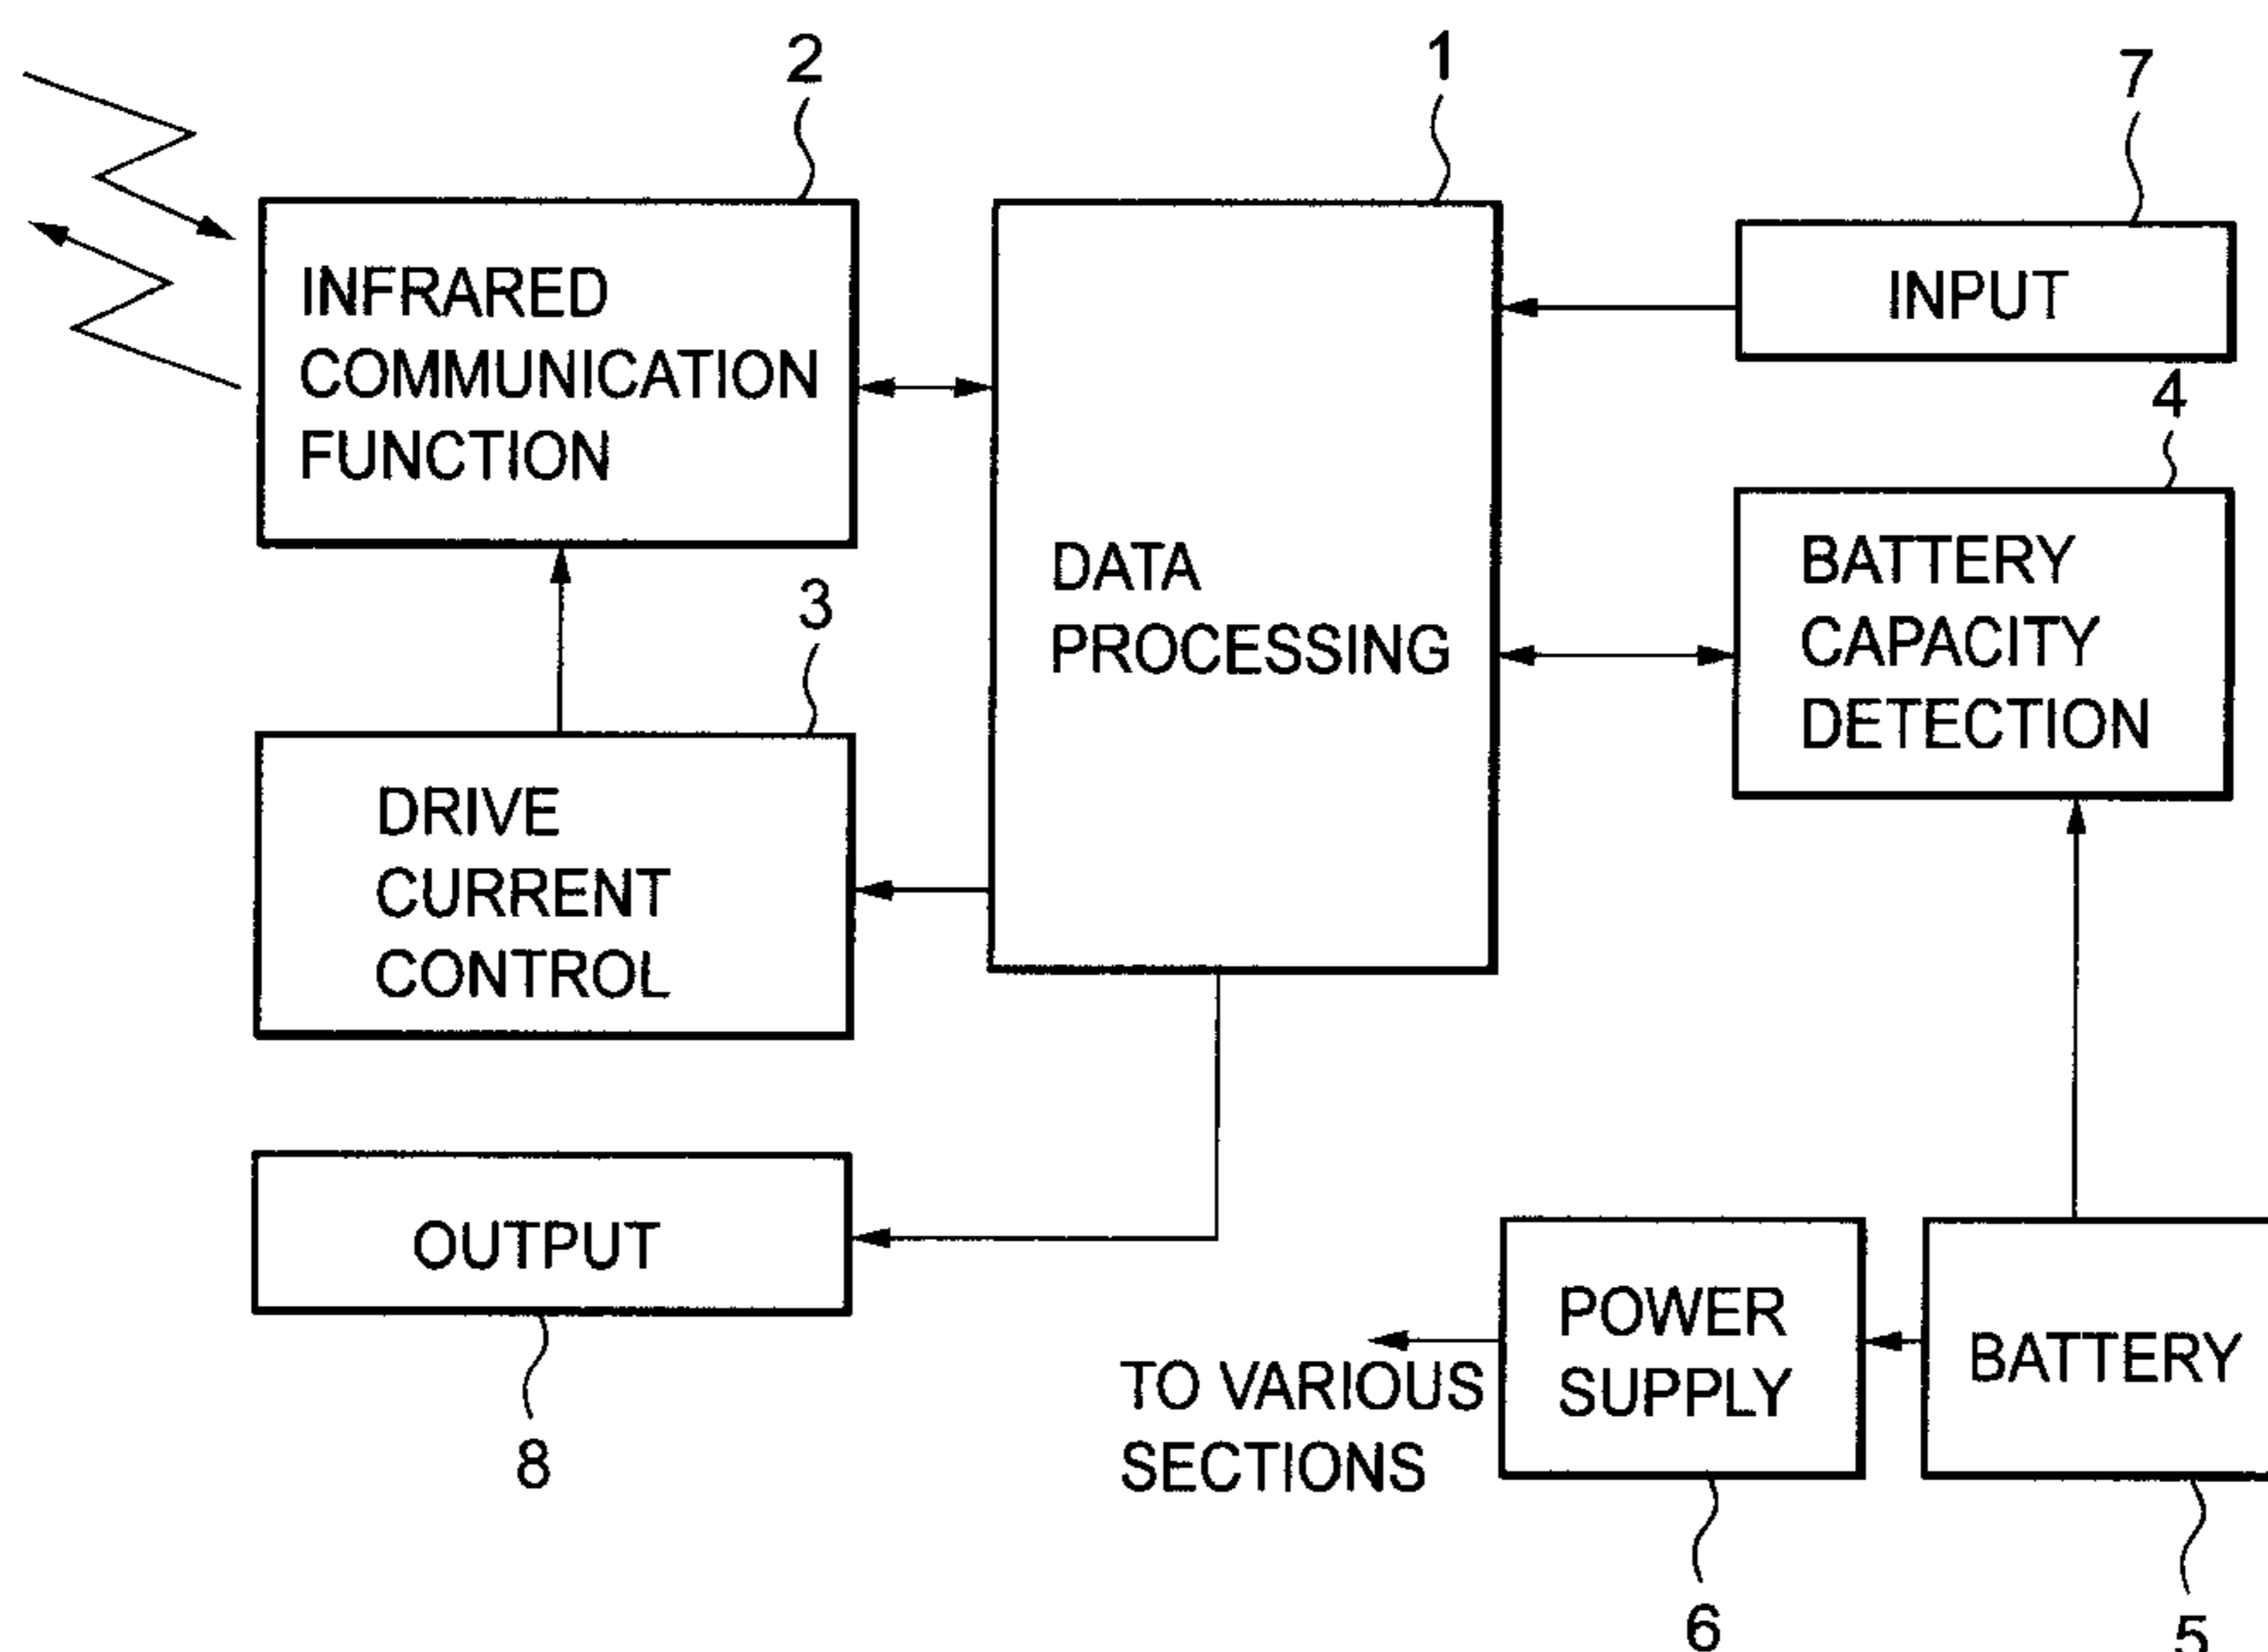 2
1
7
INFRARED
COMMUNICATION
FUNCTION
INPUT
4
DATA
PROCESSING
BATTERY
CAPACITY
DETECTION
3
DRIVE
CURRENT
CONTROL
OUTPUT
8
TO VARIOUS
SECTIONS
POWER
SUPPLY
6
BATTERY
5